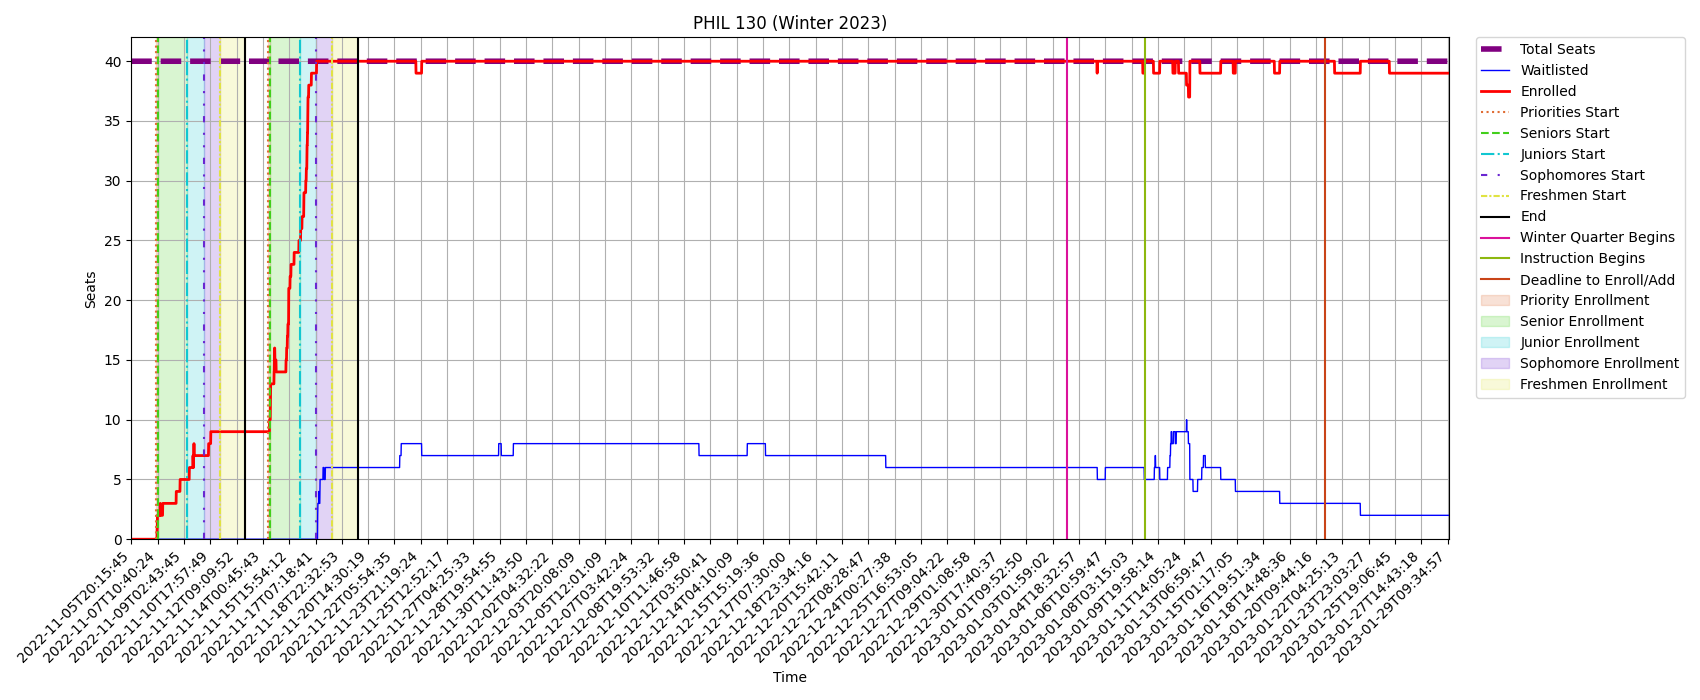 PHIL 130 (Winter 2023)
Seats
40
35
30
25
20
15
10
5
0
2022-11-05T20:15:45
2022-11-07T10:40:24
2022-11-09T02:43:45
2022-11-10T17:57:49
2022-11-12T09:09:52
2022-11-14T00:45:43
2022-11-15T15:54:12
2022-11-17T07:18:41
2022-11-18T22:32:53
2022-11-20T14:30:19
2022-11-22T05:54:35
2022-11-23T21:19:24
2022-11-25T12:52:17
2022-11-27T04:25:33
2022-11-28T19:54:55
2022-11-30T11:43:50
2022-12-02T04:32:22
2022-12-03T20:08:09
2022-12-05T12:01:09
2022-12-07T03:42:24
2022-12-08T19:53:32
2022-12-10T11:46:58
2022-12-12T03:50:41
2022-12-14T04:10:09
2022-12-15T15:19:36
2022-12-17T07:30:00
2022-12-18T23:34:16
2022-12-20T15:42:11
2022-12-22T08:28:47
2022-12-24T00:27:38
2022-12-25T16:53:05
2022-12-27T09:04:22
2022-12-29T01:08:58
2022-12-30T17:40:37
2023-01-01T09:52:50
2023-01-03T01:59:02
2023-01-04T18:32:57
2023-01-06T10:59:47
2023-01-08T03:15:03
2023-01-09T19:58:14
2023-01-11T14:05:24
2023-01-13T06:59:47
2023-01-15T01:17:05
2023-01-16T19:51:34
2023-01-18T14:48:36
2023-01-20T09:44:16
2023-01-22T04:25:13
2023-01-23T23:03:27
2023-01-25T19:06:45
2023-01-27T14:43:18
2023-01-29T09:34:57
Time
Total Seats
Waitlisted
Enrolled
Priorities Start
Seniors Start
Juniors Start
Sophomores Start
Freshmen Start
End
Winter Quarter Begins
Instruction Begins
Deadline to Enroll/Add
Priority Enrollment
Senior Enrollment
Junior Enrollment
Sophomore Enrollment
Freshmen Enrollment